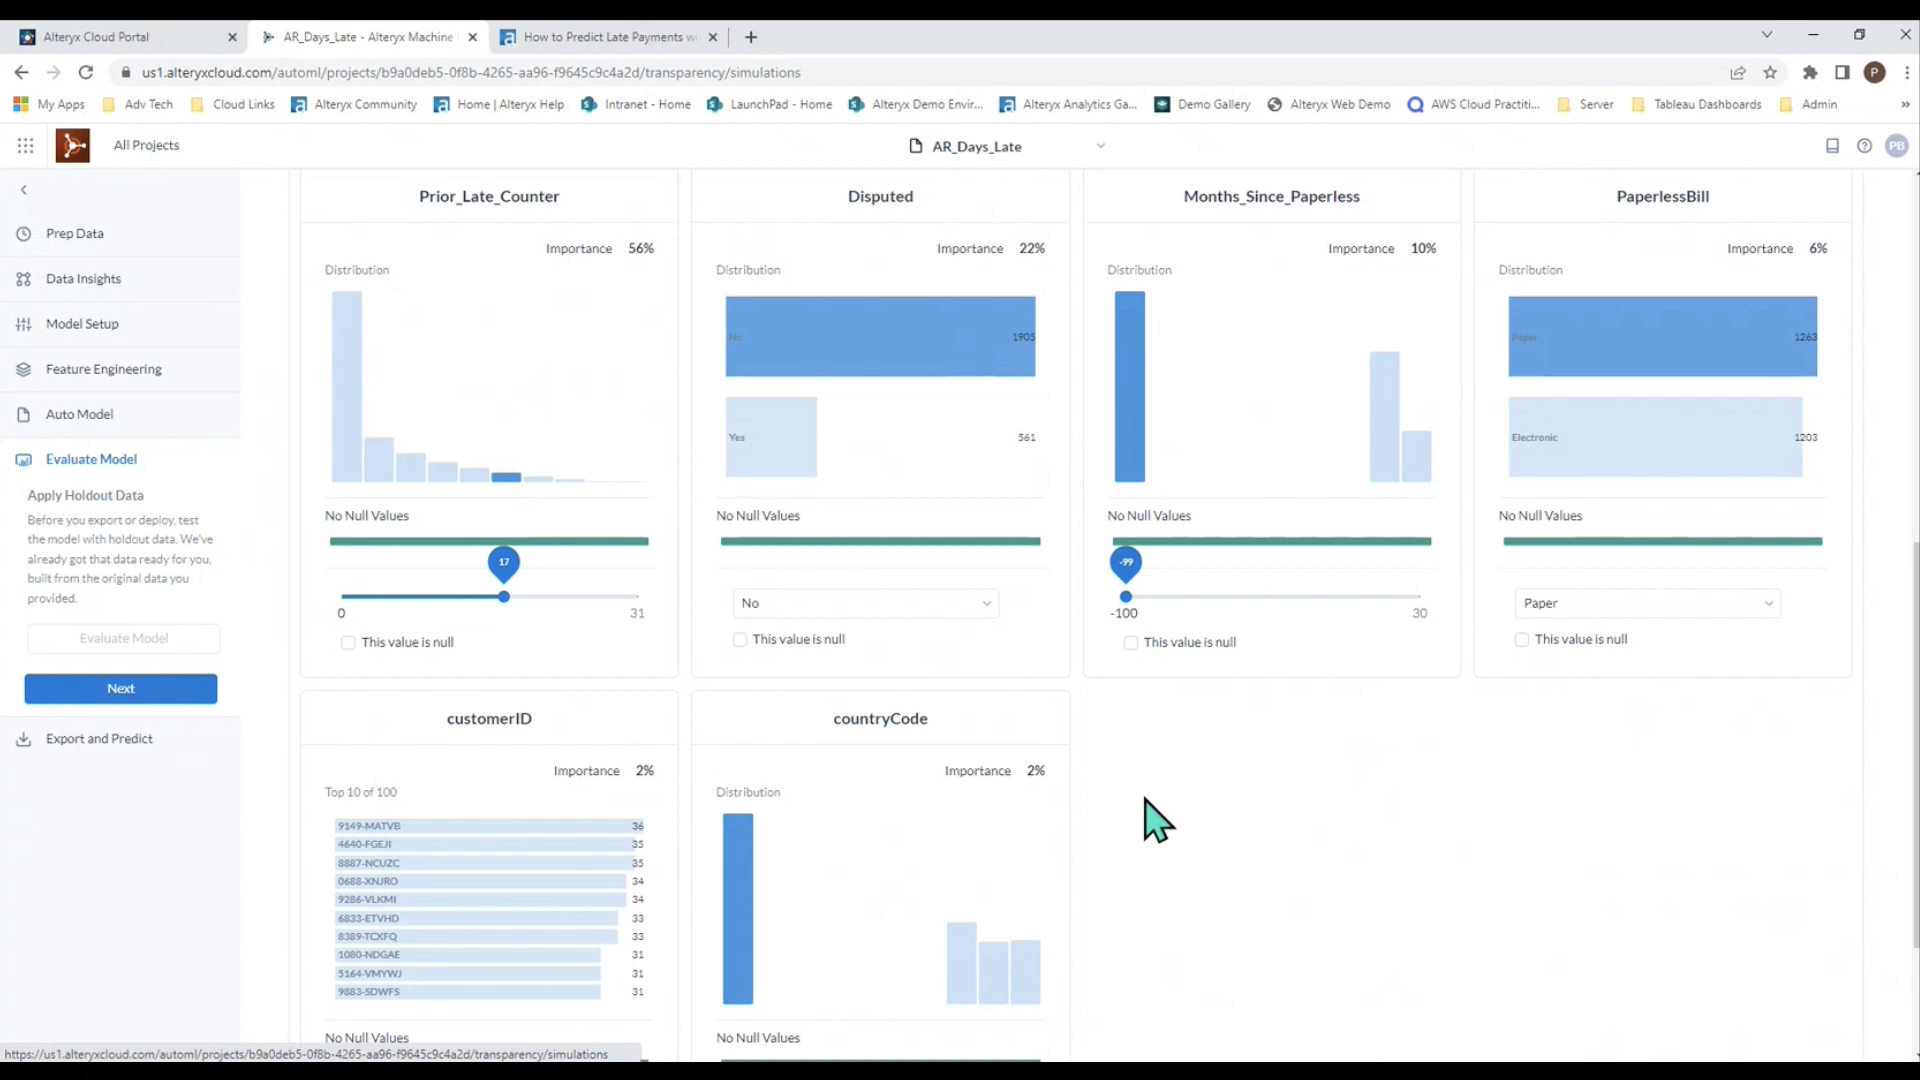 Alteryx Cloud Portal
AR_Days_Late - Alteryx Machine
How to Predict Late Payments w
us1.alteryxcloud.com/automl/projects/b9a0deb5-0f8b-4265-aa96-f9645c9c4a2d/transparency/simulations
P
My Apps
Adv Tech
Cloud Links
Alteryx Community
Home | Alteryx Help
Intranet - Home
LaunchPad - Home
Alteryx Demo Envir...
Alteryx Analytics Ga...
Demo Gallery
Alteryx Web Demo
AWS Cloud Practiti...
Server
Tableau Dashboards
Admin
»
All Projects
AR_Days_Late
PB
Prep Data
Data Insights
Model Setup
Feature Engineering
Auto Model
Evaluate Model
Apply Holdout Data
Before you export or deploy, test
the model with holdout data. We've
already got that data ready for you,
built from the original data you
provided.
Evaluate Model
Next
Export and Predict
Prior_Late_Counter
Importance 56%
Distribution
No Null Values
17
0 31
This value is null
Disputed
Importance 22%
Distribution
No 1905
Yes 561
No Null Values
No
This value is null
Months_Since_Paperless
Importance 10%
Distribution
No Null Values
-99
-100 30
This value is null
PaperlessBill
Importance 6%
Distribution
Paper 1263
Electronic 1203
No Null Values
Paper
This value is null
customerID
Importance 2%
Top 10 of 100
9149-MATVB 36
4640-FGEJI 35
8887-NCUZC 35
0688-XNJRO 34
9286-VLKMI 34
6833-ETVHD 33
8389-TCXFQ 33
1080-NDGAE 31
5164-VMYWJ 31
9883-SDWFS 31
No Null Values
countryCode
Importance 2%
Distribution
No Null Values
https://us1.alteryxcloud.com/automl/projects/b9a0deb5-0f8b-4265-aa96-f9645c9c4a2d/transparency/simulations